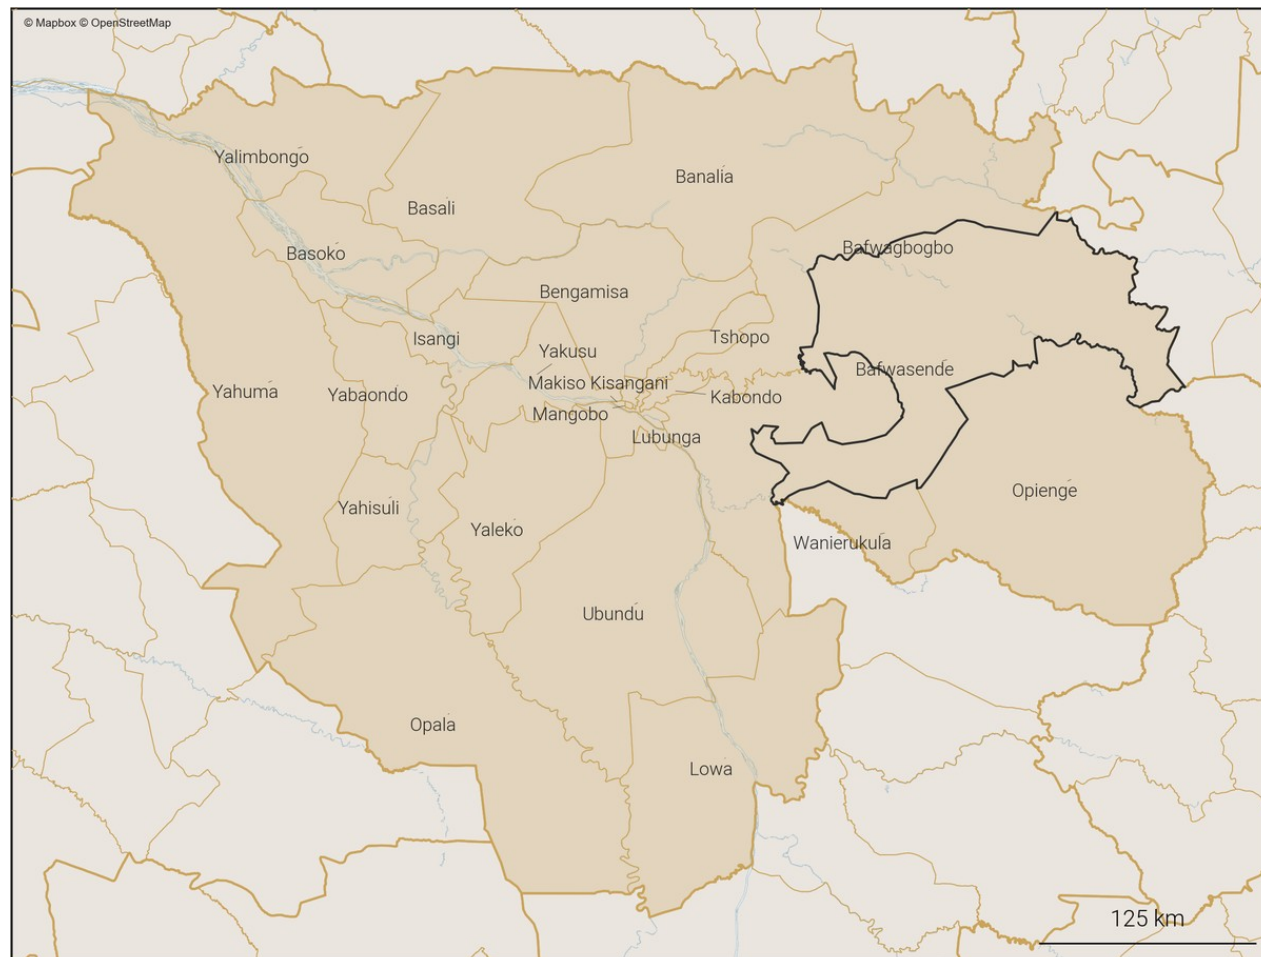 © Mapbox © OpenStreetMap
Yalimbongo
Banalia
Basali
Basoko
Bafwagbogbo
Bengamisa
Isangi
Tshopo
Yakusu
Bafwasende
Makiso Kisangani
Yahuma
Yabaondo
Kabondo
Mangobo
Lubunga
Opienge
Yahisuli
Yaleko
Wanierukula
Ubundu
Opala
Lowa
125 km